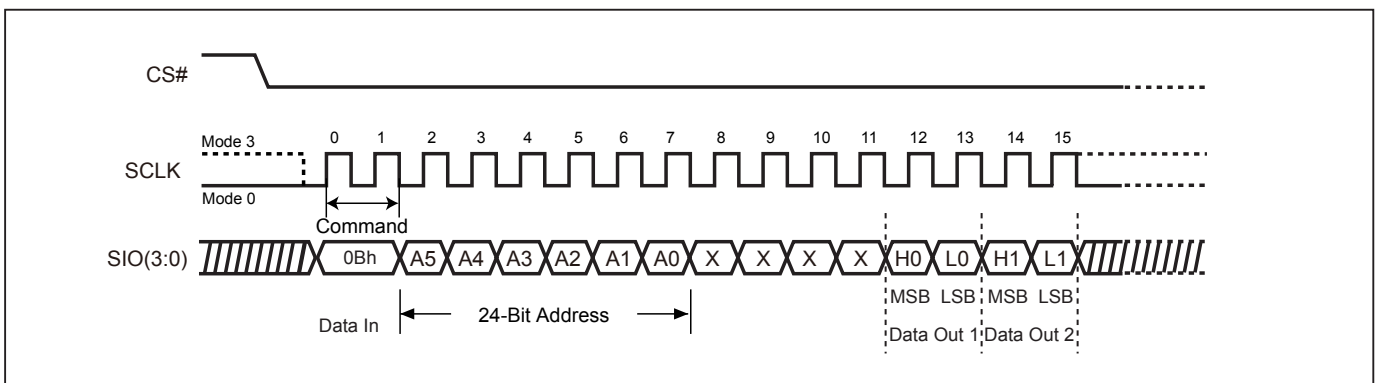 CS#
Mode 3
0 1 2 3 4 5 6 7 8 9 10 11 12 13 14 15
SCLK
Mode 0
Command
SIO(3:0) 0Bh A5 A4 A3 A2 A1 A0 X X X X H0 L0 H1 L1
MSB LSB MSB LSB
Data In 24-Bit Address
Data Out 1 Data Out 2